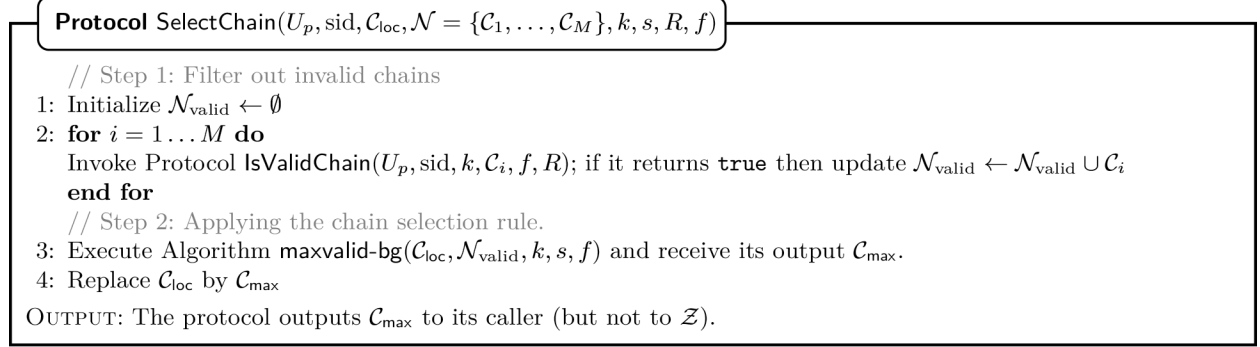 Protocol SelectChain(U_p, sid, 𝒞_loc, 𝒩 = {𝒞_1, . . . , 𝒞_M}, k, s, R, f)
// Step 1: Filter out invalid chains
1: Initialize 𝒩_valid ← ∅
2: for i = 1 . . . M do
Invoke Protocol IsValidChain(U_p, sid, k, 𝒞_i, f, R); if it returns true then update 𝒩_valid ← 𝒩_valid ∪ 𝒞_i
end for
// Step 2: Applying the chain selection rule.
3: Execute Algorithm maxvalid-bg(𝒞_loc, 𝒩_valid, k, s, f) and receive its output 𝒞_max.
4: Replace 𝒞_loc by 𝒞_max
OUTPUT: The protocol outputs 𝒞_max to its caller (but not to 𝒵).